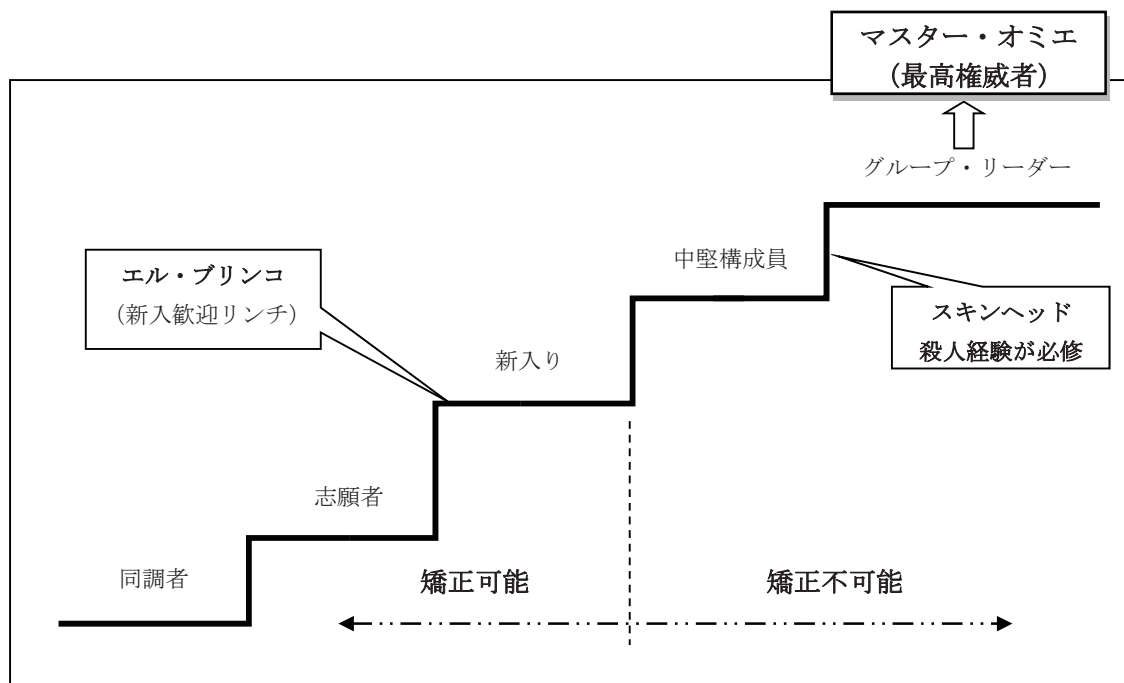 マスター・オミエ
（最高権威者）
グループ・リーダー
中堅構成員
エル・ブリンコ
（新入歓迎リンチ）
スキンヘッド
殺人経験が必修
新入り
志願者
同調者
矯正可能
矯正不可能